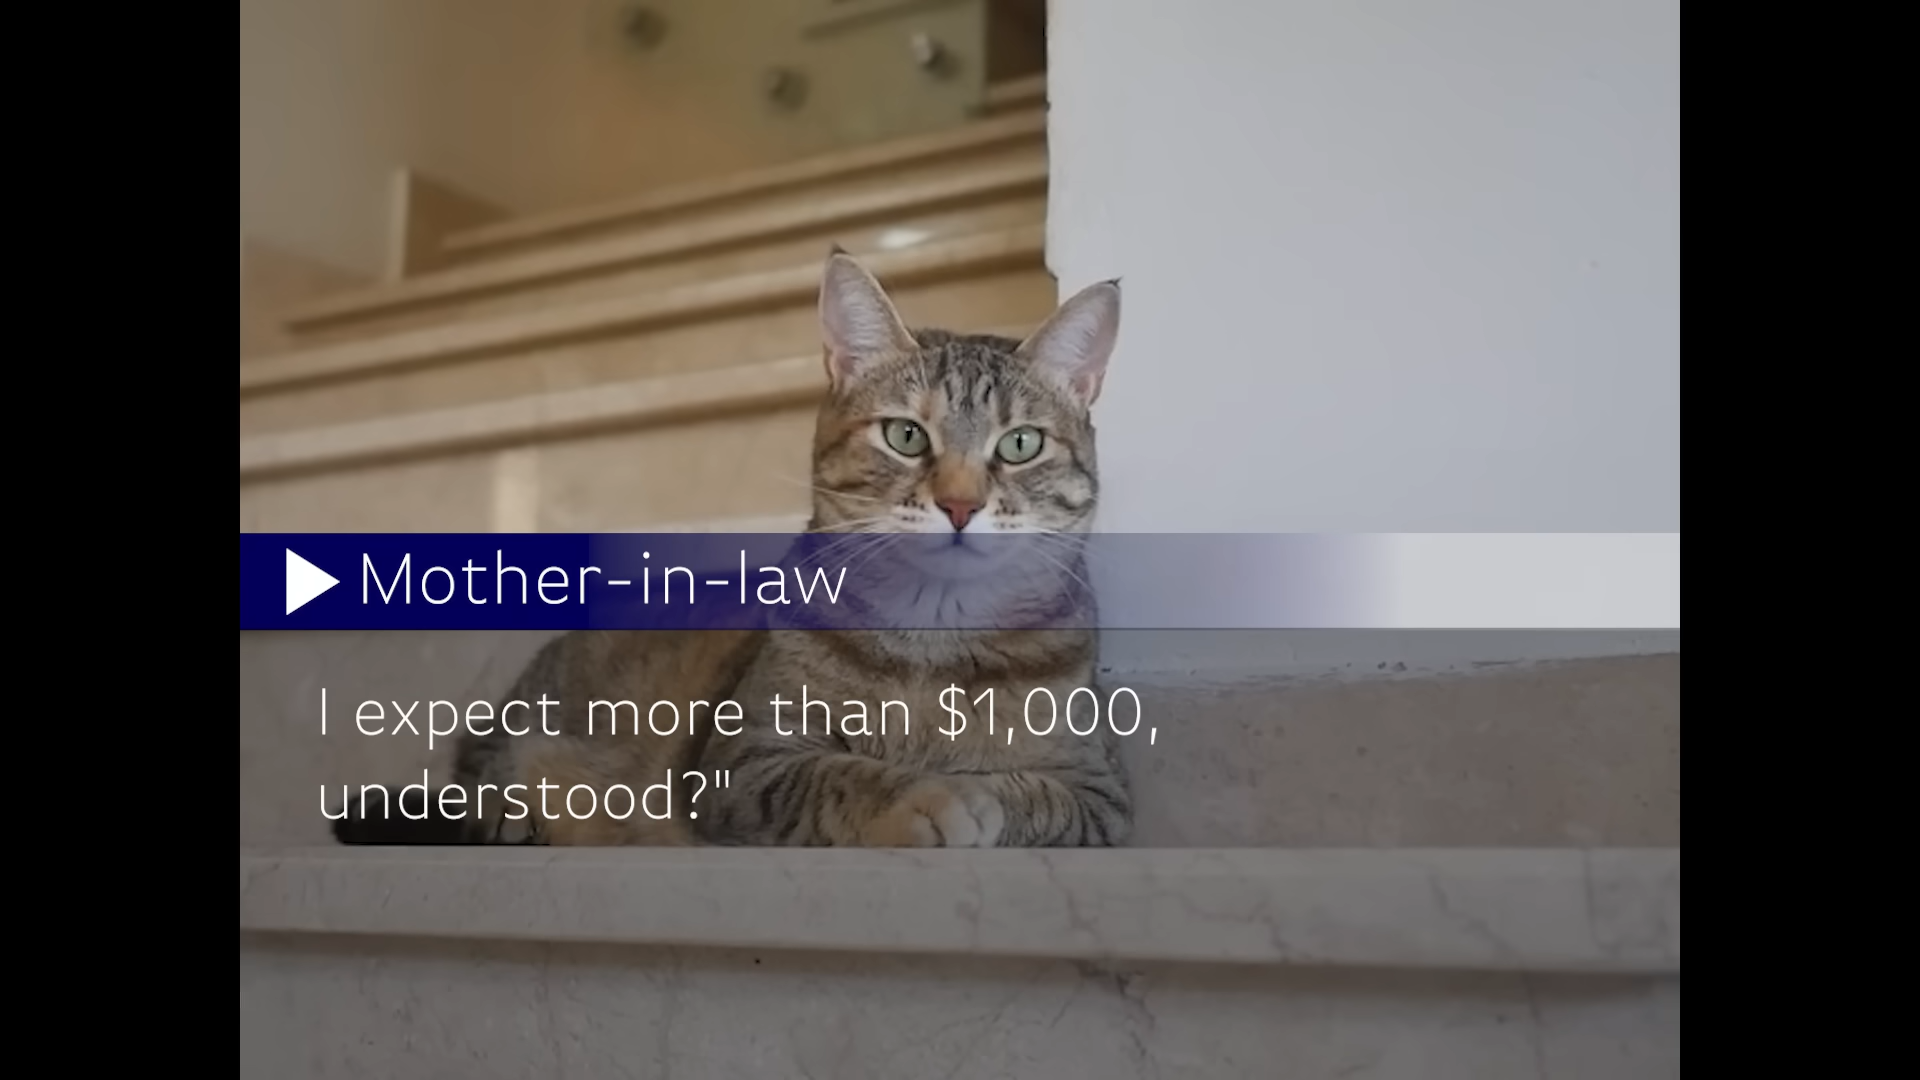 Mother-in-law
I expect more than $1,000,
understood?"